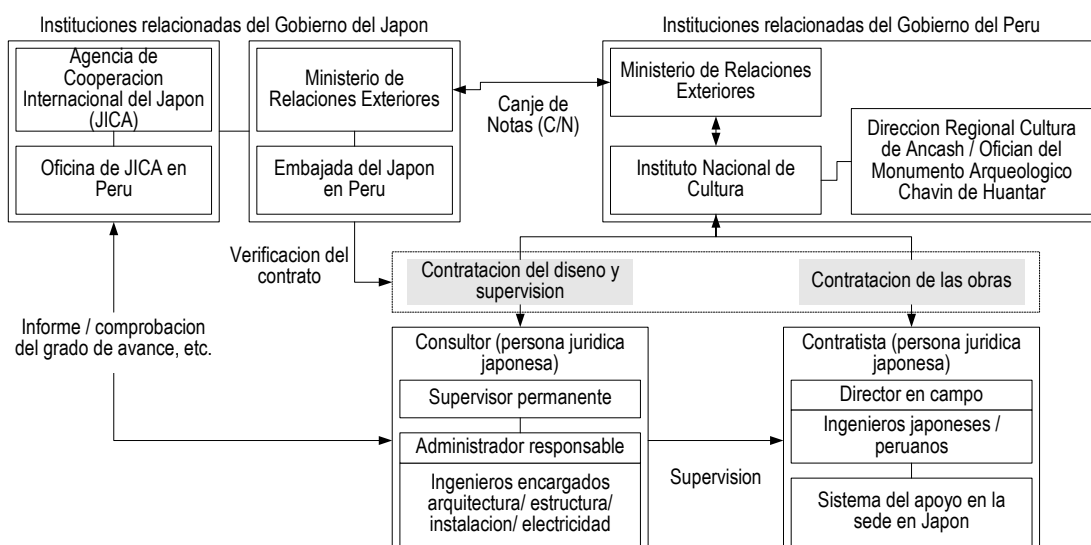 Instituciones relacionadas del Gobierno del Japon
Agencia de
Cooperacion
Internacional del Japon
(JICA)
Oficina de JICA en
Peru
Ministerio de
Relaciones Exteriores
Embajada del Japon
en Peru
Canje de
Notas (C/N)
Instituciones relacionadas del Gobierno del Peru
Ministerio de Relaciones
Exteriores
Instituto Nacional de
Cultura
Direccion Regional Cultura
de Ancash / Ofician del
Monumento Arqueologico
Chavin de Huantar
Verificacion del
contrato
Contratacion del diseno y
supervision
Contratacion de las obras
Informe / comprobacion
del grado de avance, etc.
Consultor (persona juridica
japonesa)
Supervisor permanente
Administrador responsable
Ingenieros encargados
arquitectura/ estructura/
instalacion/ electricidad
Supervision
Contratista (persona juridica
japonesa)
Director en campo
Ingenieros japoneses /
peruanos
Sistema del apoyo en la
sede en Japon